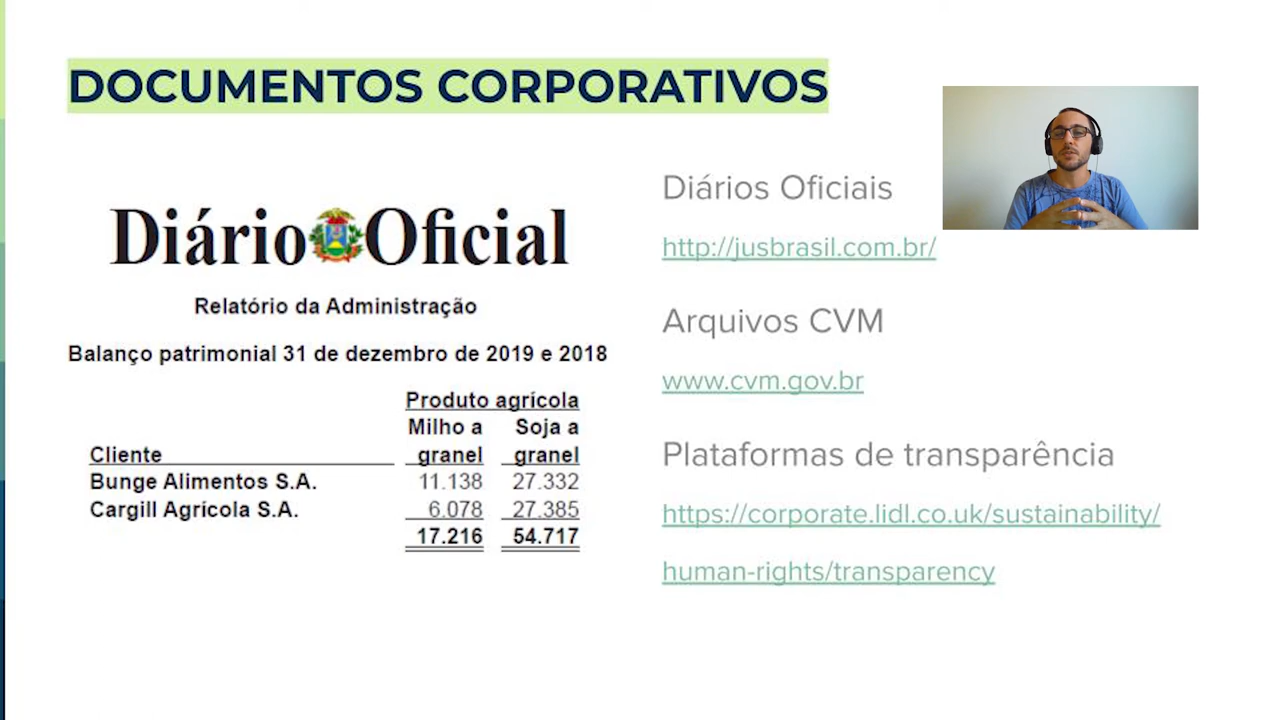 DOCUMENTOS CORPORATIVOS
Diário Oficial
Relatório da Administração
Balanço patrimonial 31 de dezembro de 2019 e 2018
Produto agrícola
Milho a Soja a
Cliente granel granel
Bunge Alimentos S.A. 11.138 27.332
Cargill Agrícola S.A. 6.078 27.385
17.216 54.717
Diários Oficiais
http://jusbrasil.com.br/
Arquivos CVM
www.cvm.gov.br
Plataformas de transparência
https://corporate.lidl.co.uk/sustainability/
human-rights/transparency